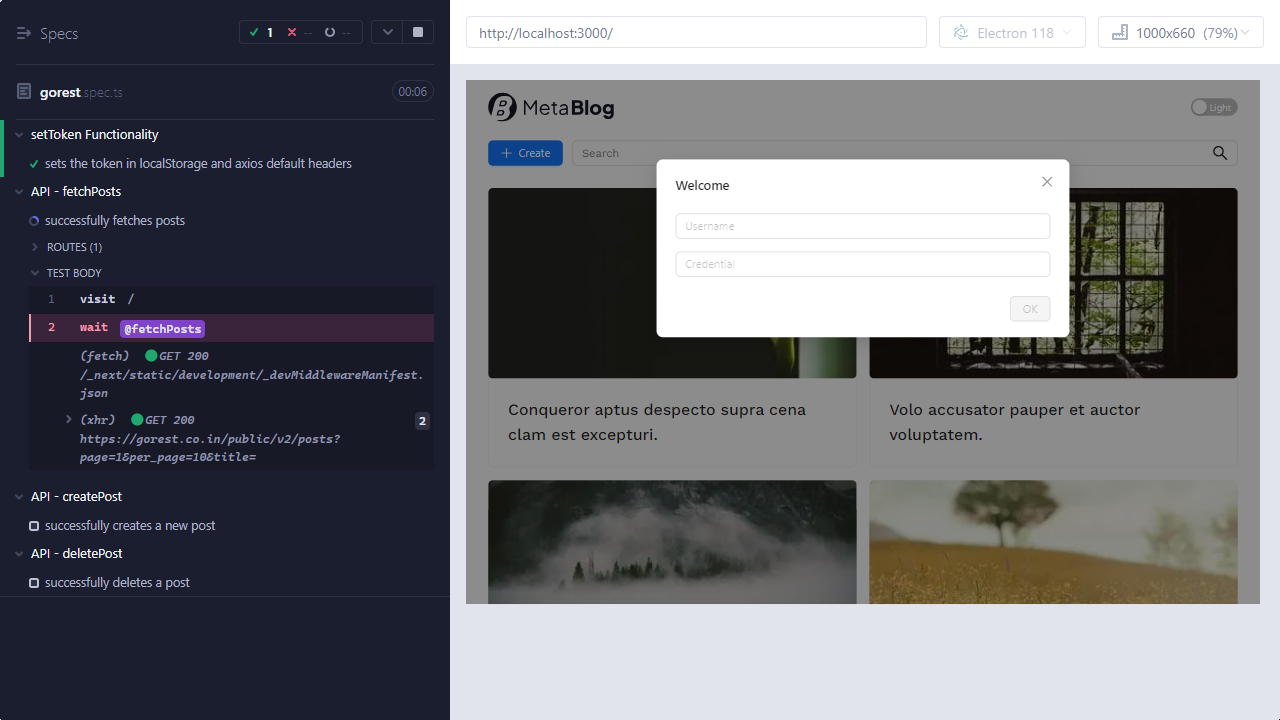 Specs
1
--
--
gorest spec.ts
00:06
setToken Functionality
sets the token in localStorage and axios default headers
API - fetchPosts
successfully fetches posts
ROUTES (1)
TEST BODY
1 visit /
2 wait @fetchPosts
(fetch) GET 200
/_next/static/development/_devMiddlewareManifest.
json
(xhr) GET 200
2
https://gorest.co.in/public/v2/posts?
page=1&per_page=10&title=
API - createPost
successfully creates a new post
API - deletePost
successfully deletes a post
http://localhost:3000/
Electron 118
1000x660 (79%)
MetaBlog
Light
Create
Search
Welcome
Username
Credential
OK
Conqueror aptus despecto supra cena
clam est excepturi.
Volo accusator pauper et auctor
voluptatem.